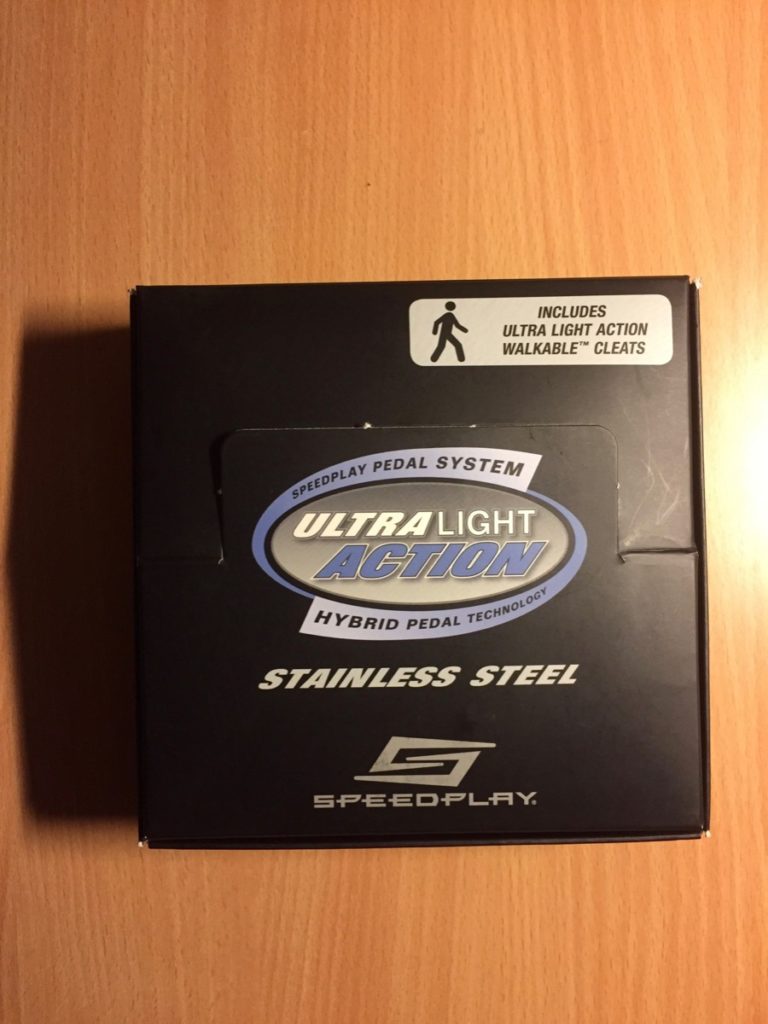 INCLUDES
ULTRA LIGHT ACTION
WALKABLE™ CLEATS
SPEEDPLAY PEDAL SYSTEM
ULTRA LIGHT
ACTION
HYBRID PEDAL TECHNOLOGY
STAINLESS STEEL
SPEEDPLAY®